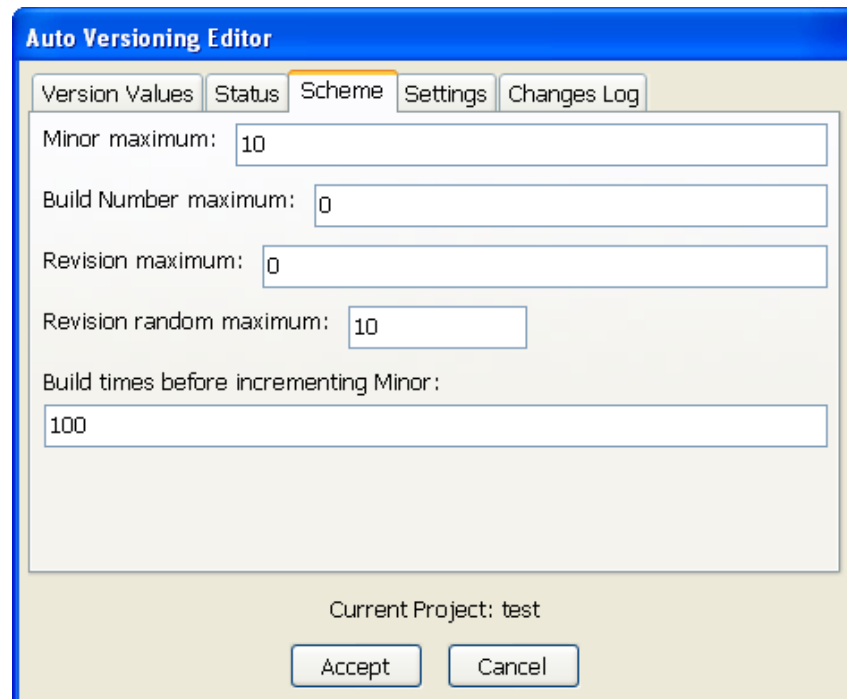 Auto Versioning Editor
Version Values Status Scheme Settings Changes Log
Minor maximum: 10
Build Number maximum: 0
Revision maximum: 0
Revision random maximum: 10
Build times before incrementing Minor:
100
Current Project: test
Accept Cancel